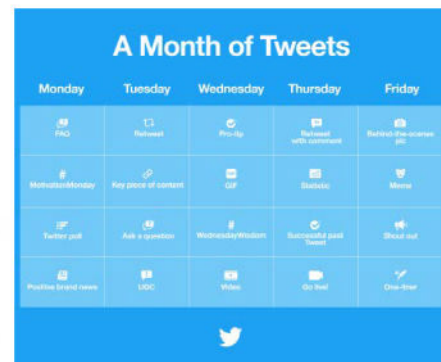 A Month of Tweets
Monday Tuesday Wednesday Thursday Friday
FAQ Retweet Pro-tip Retweet with comment Behind-the-scenes pic
#MotivationMonday Key piece of content GIF Statistic Meme
Twitter poll Ask a question #WednesdayWisdom Successful past Tweet Shout out
Positive brand news UGC Video Go live! One-liner